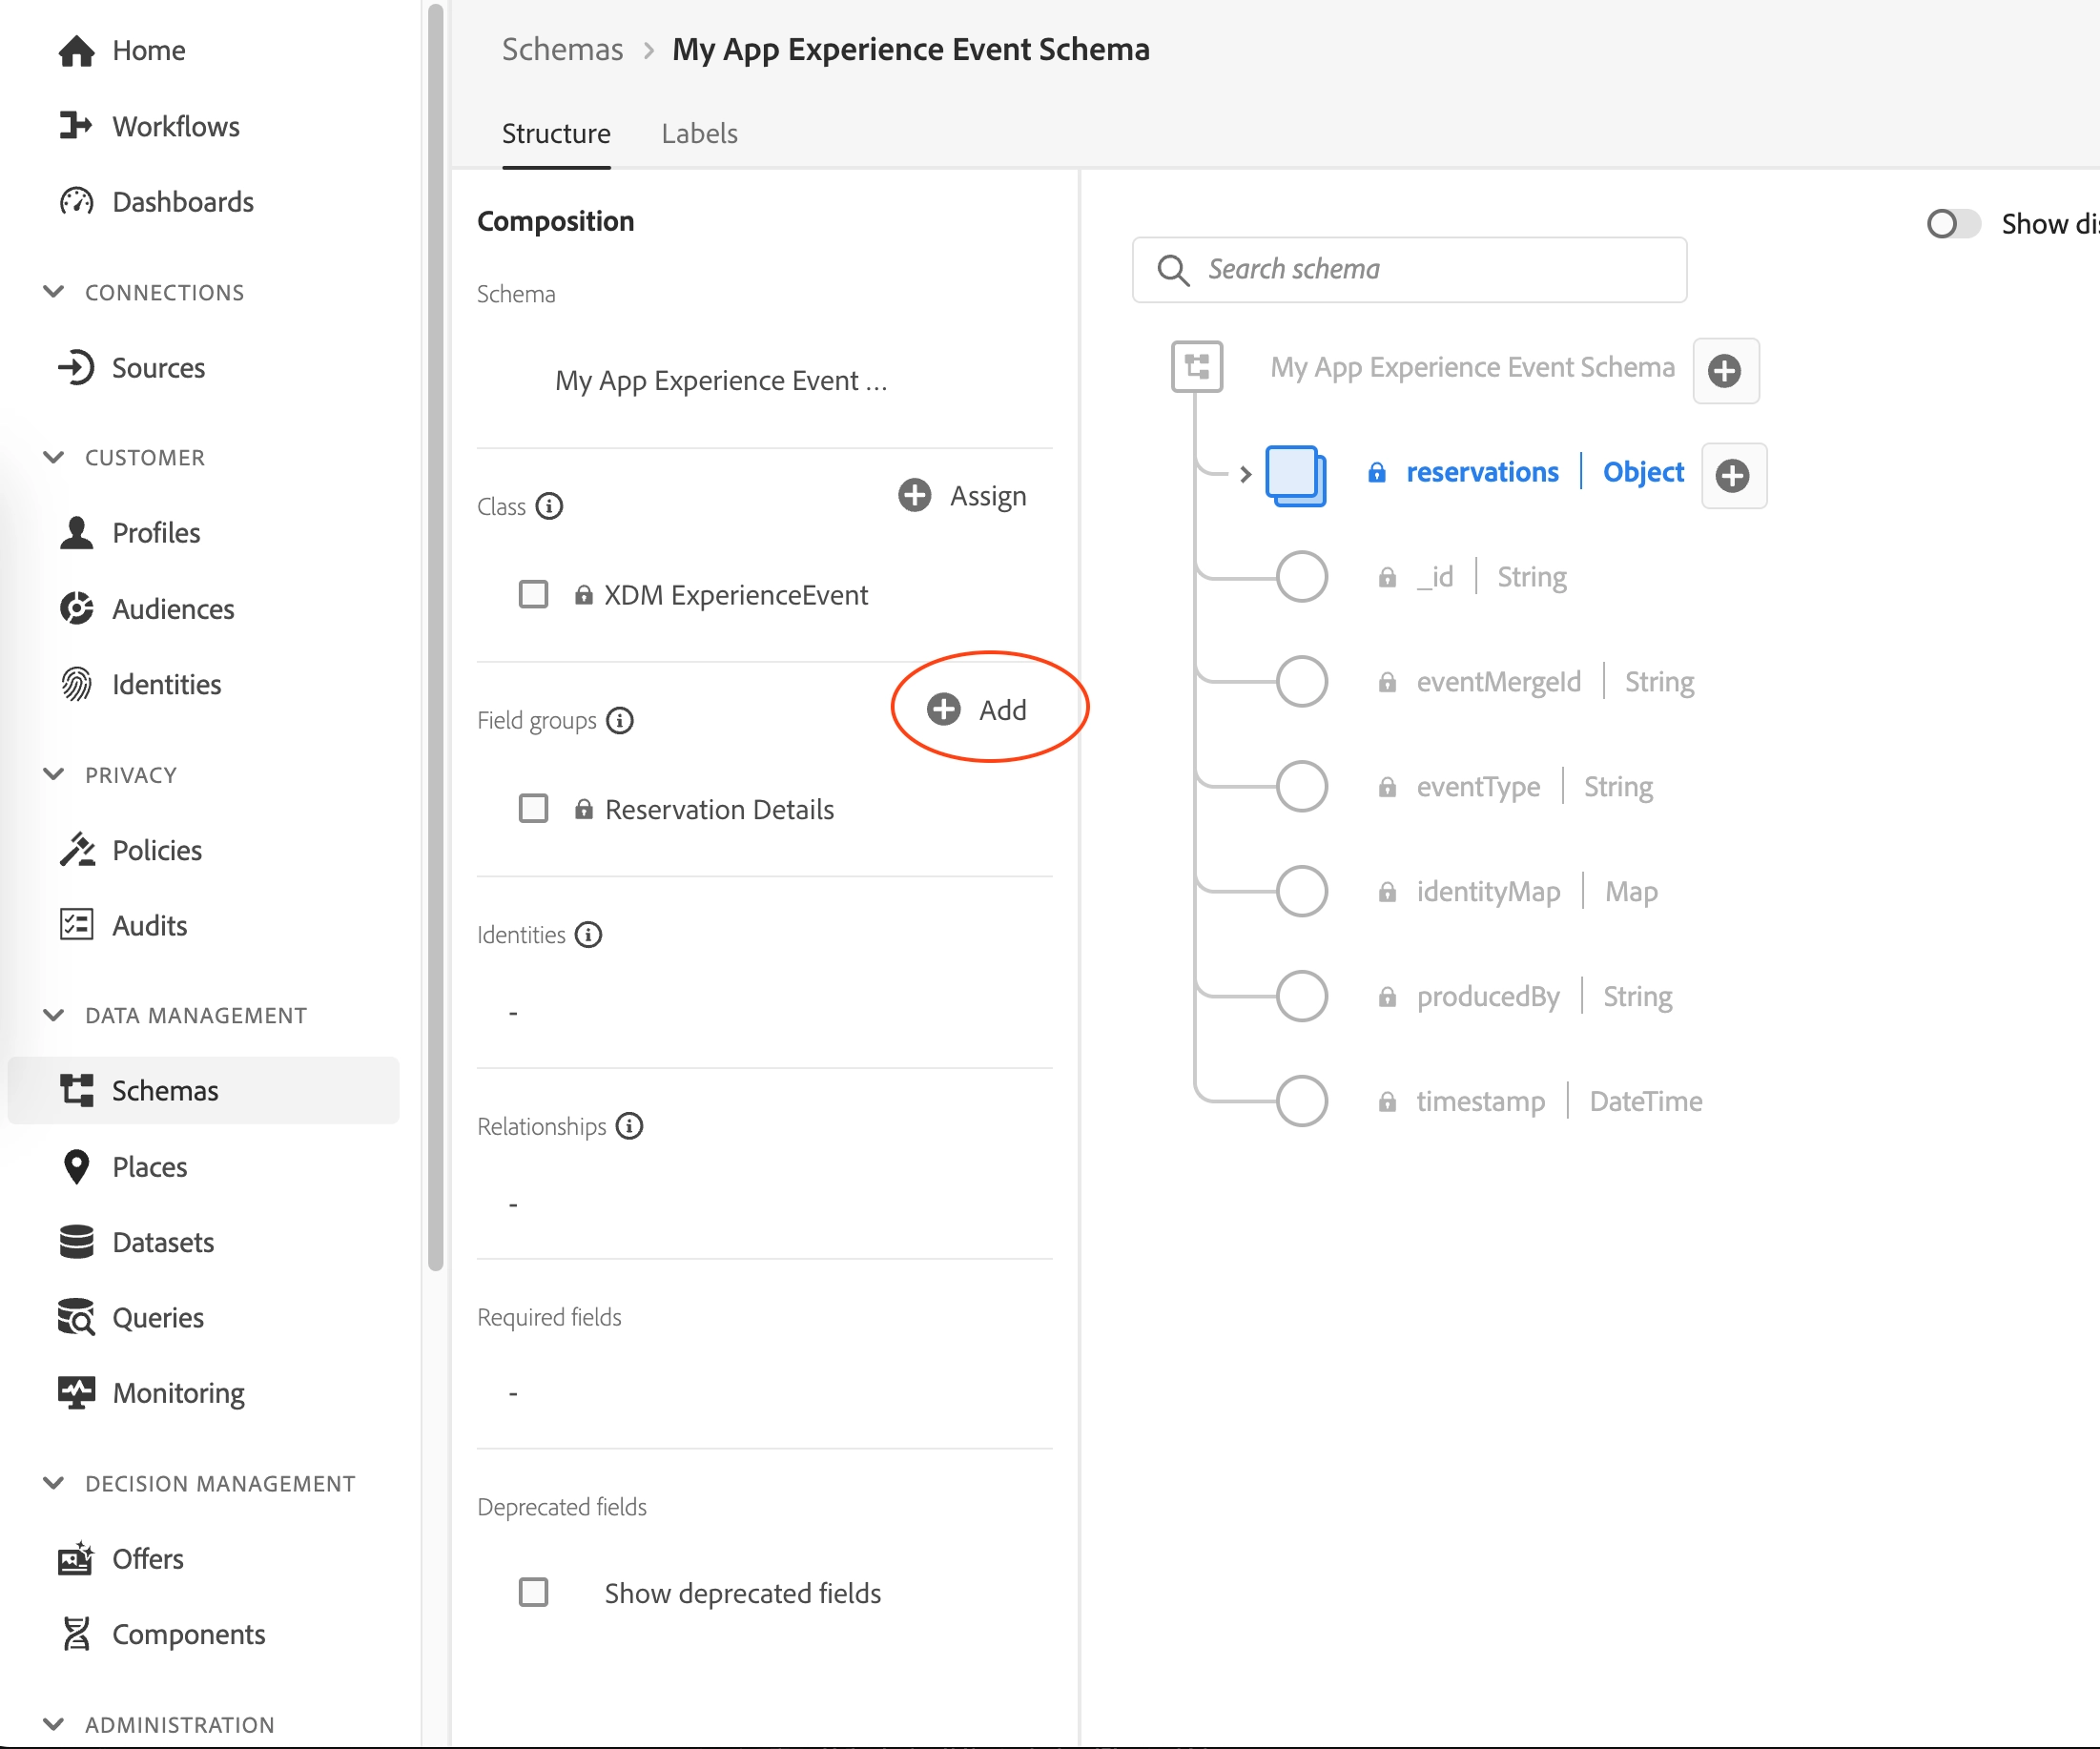 Home
Workflows
Dashboards
CONNECTIONS
Sources
CUSTOMER
Profiles
Audiences
Identities
PRIVACY
Policies
Audits
DATA MANAGEMENT
Schemas
Places
Datasets
Queries
Monitoring
DECISION MANAGEMENT
Offers
Components
ADMINISTRATION
Schemas > My App Experience Event Schema
Structure Labels
Composition
Schema
My App Experience Event ...
Class Assign
XDM ExperienceEvent
Field groups Add
Reservation Details
Identities
-
Relationships
-
Required fields
-
Deprecated fields
Show deprecated fields
Show
Search schema
My App Experience Event Schema
reservations | Object
_id | String
eventMergeId | String
eventType | String
identityMap | Map
producedBy | String
timestamp | DateTime